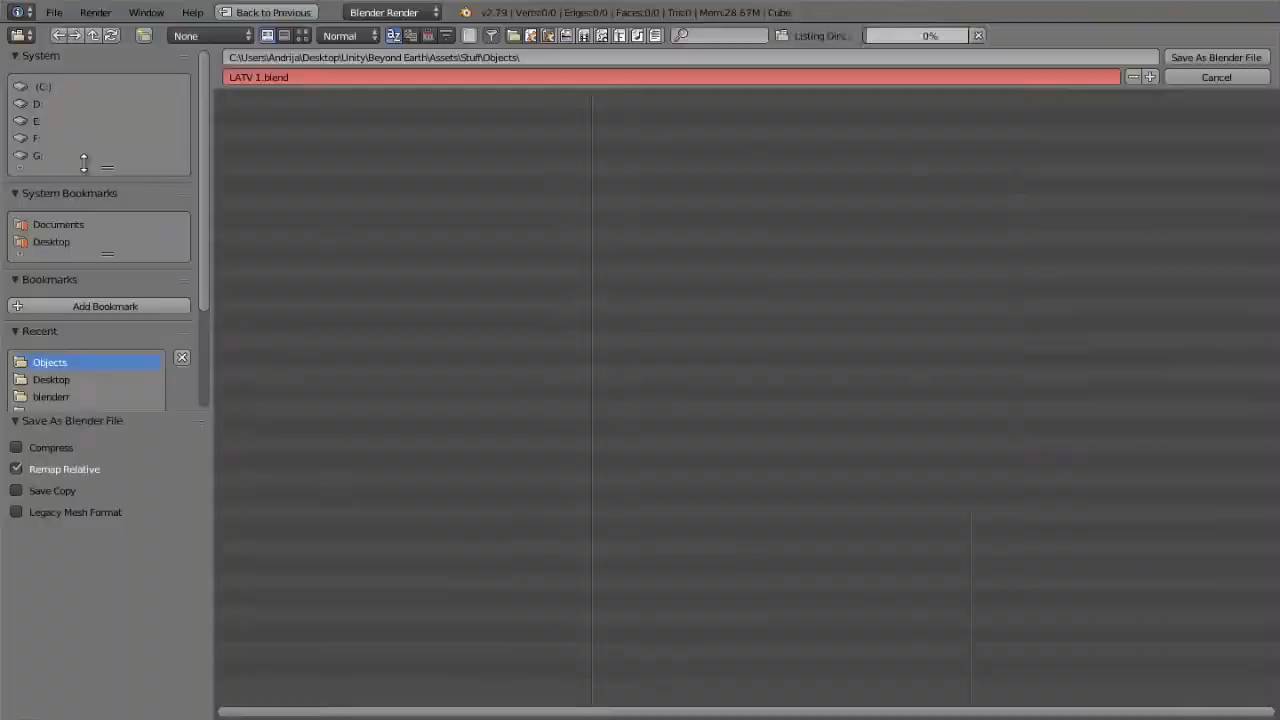 File Render Window Help Back to Previous Blender Render v2.79 | Verts:0/0 | Edges:0/0 | Faces:0/0 | Tris:0 | Mem:28.67M | Cube
None Normal Listing Dirs: 0%
System
C:\Users\Andrija\Desktop\Unity\Beyond Earth\Assets\Stuff\Objects\ Save As Blender File
LATV 1.blend Cancel
(C:)
D:
E:
F:
G:
System Bookmarks
Documents
Desktop
Bookmarks
Add Bookmark
Recent
Objects
Desktop
blenderr
Save As Blender File
Compress
Remap Relative
Save Copy
Legacy Mesh Format